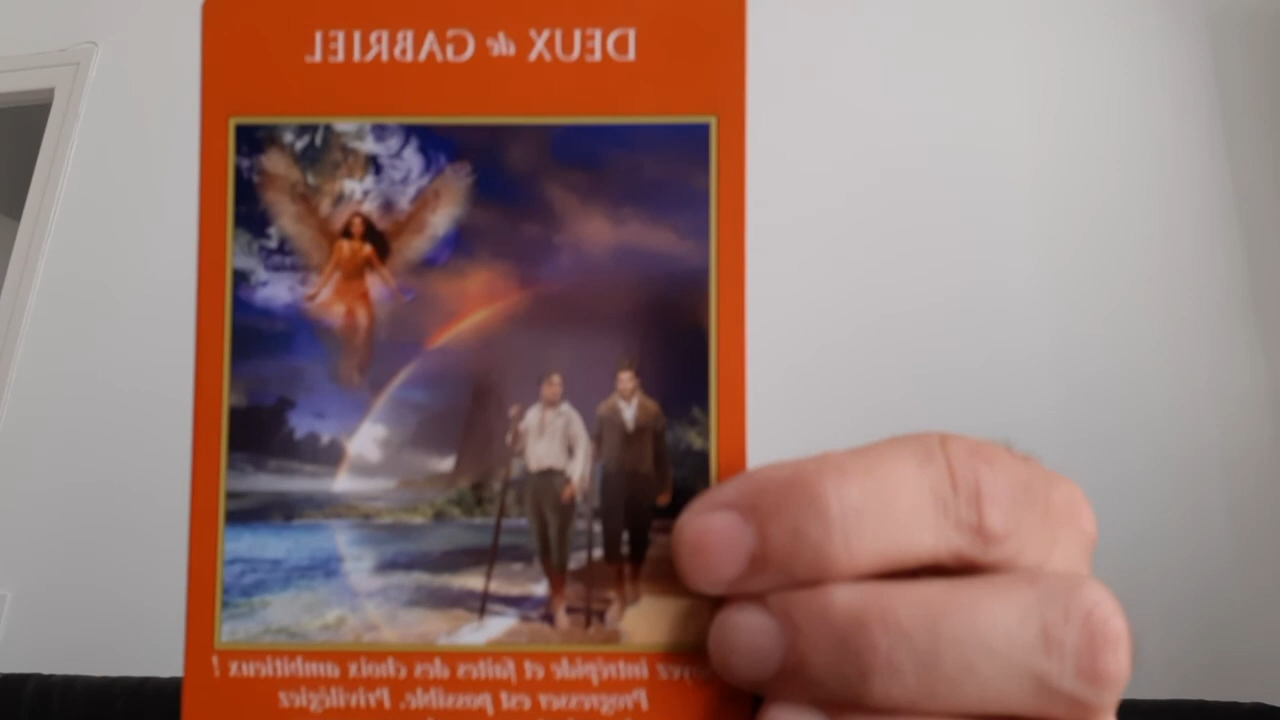 DEUX de GABRIEL
intrépide et faites des choix ambitieux !
Progresser est possible. Privilégiez